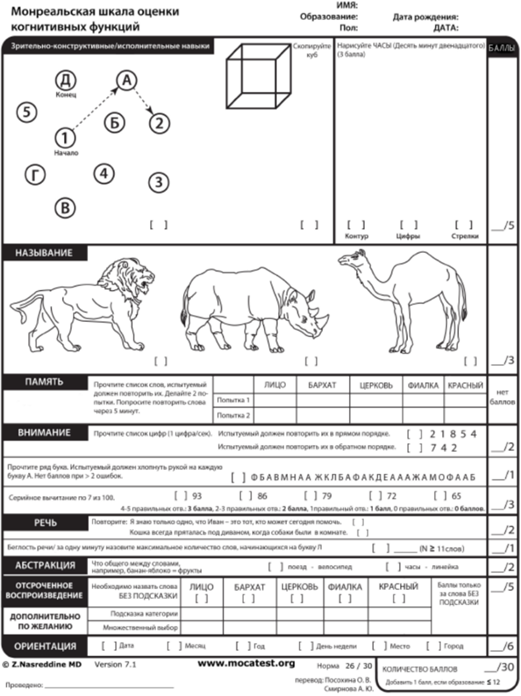 Монреальская шкала оценки
когнитивных функций
ИМЯ:
Образование:
Пол:
Дата рождения:
ДАТА:
Зрительно-конструктивные/исполнительные навыки
Скопируйте
куб
Нарисуйте ЧАСЫ (Десять минут двенадцатого)
(3 балла)
БАЛЛЫ
Д
Конец
А
5
Б
2
1
Начало
Г
4
3
В
[ ]
[ ]
[ ] [ ] [ ]
Контур Цифры Стрелки
__/5
НАЗЫВАНИЕ
[ ] [ ] [ ]
__/3
ПАМЯТЬ
Прочтите список слов, испытуемый
должен повторить их. Делайте 2 по-
пытки. Попросите повторить слова
через 5 минут.
ЛИЦО БАРХАТ ЦЕРКОВЬ ФИАЛКА КРАСНЫЙ
Попытка 1
Попытка 2
нет
баллов
ВНИМАНИЕ
Прочтите список цифр (1 цифра/сек). Испытуемый должен повторить их в прямом порядке. [ ] 2 1 8 5 4
Испытуемый должен повторить их в обратном порядке. [ ] 7 4 2
__/2
Прочтите ряд букв. Испытуемый должен хлопнуть рукой на каждую
букву А. Нет баллов при > 2 ошибок.
[ ] Ф Б А В М Н А А Ж К Л Б А Ф А К Д Е А А А Ж А М О Ф А А Б
__/1
Серийное вычитание по 7 из 100. [ ] 93 [ ] 86 [ ] 79 [ ] 72 [ ] 65
4-5 правильных отв.: 3 балла, 2-3 правильных отв.: 2 балла, 1 правильный отв.: 1 балл, 0 правильных отв.: 0 баллов.
__/3
РЕЧЬ
Повторите: Я знаю только одно, что Иван – это тот, кто может сегодня помочь. [ ]
Кошка всегда пряталась под диваном, когда собаки были в комнате. [ ]
__/2
Беглость речи/ за одну минуту назовите максимальное количество слов, начинающихся на букву Л [ ] _____ (N ≥ 11слов)
__/1
АБСТРАКЦИЯ
Что общего между словами,
например, банан-яблоко = фрукты
[ ] поезд - велосипед [ ] часы - линейка
__/2
ОТСРОЧЕННОЕ
ВОСПРОИЗВЕДЕНИЕ
Необходимо назвать слова
БЕЗ ПОДСКАЗКИ
ЛИЦО БАРХАТ ЦЕРКОВЬ ФИАЛКА КРАСНЫЙ
[ ] [ ] [ ] [ ] [ ]
Баллы только
за слова БЕЗ
ПОДСКАЗКИ
__/5
ДОПОЛНИТЕЛЬНО
ПО ЖЕЛАНИЮ
Подсказка категории
Множественный выбор
ОРИЕНТАЦИЯ
[ ] Дата [ ] Месяц [ ] Год [ ] День недели [ ] Место [ ] Город
__/6
© Z.Nasreddine MD Version 7.1 www.mocatest.org Норма 26 / 30
КОЛИЧЕСТВО БАЛЛОВ __/30
Добавить 1 балл, если образование ≤ 12
Проведено: ____________
перевод: Посохина О. В.
Смирнова А. Ю.